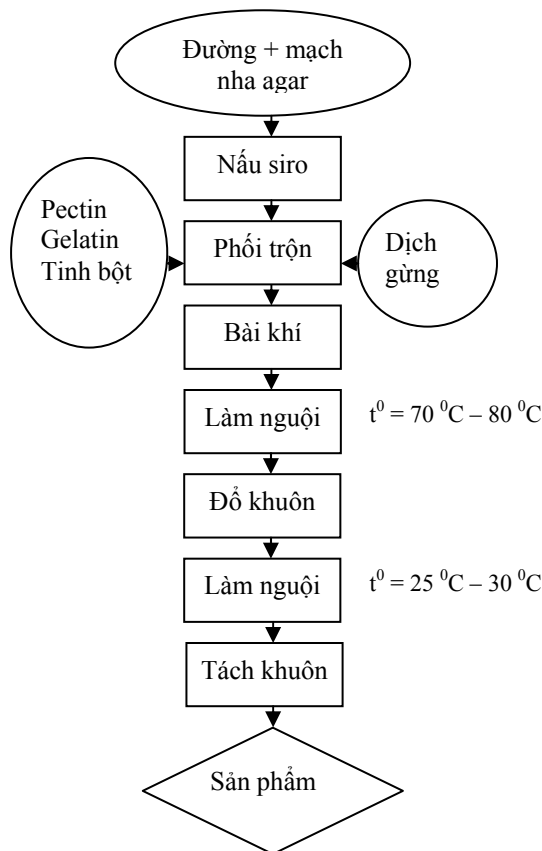 Đường + mạch
nha agar
Nấu siro
Pectin
Gelatin
Tinh bột
Phối trộn
Dịch
gừng
Bài khí
Làm nguội
t⁰ = 70 ⁰C – 80 ⁰C
Đổ khuôn
Làm nguội
t⁰ = 25 ⁰C – 30 ⁰C
Tách khuôn
Sản phẩm